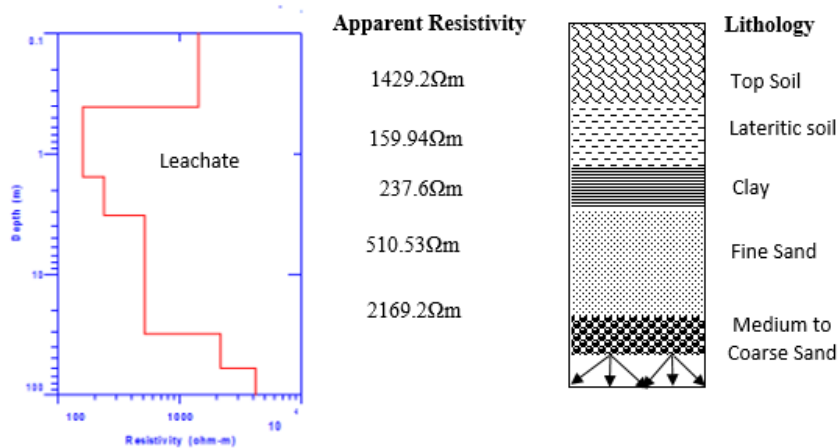 Apparent Resistivity
Lithology
0.1
1
10
100
Depth (m)
Leachate
100
1000
10 4
Resistivity (ohm-m)
1429.2Ωm
159.94Ωm
237.6Ωm
510.53Ωm
2169.2Ωm
Top Soil
Lateritic soil
Clay
Fine Sand
Medium to
Coarse Sand